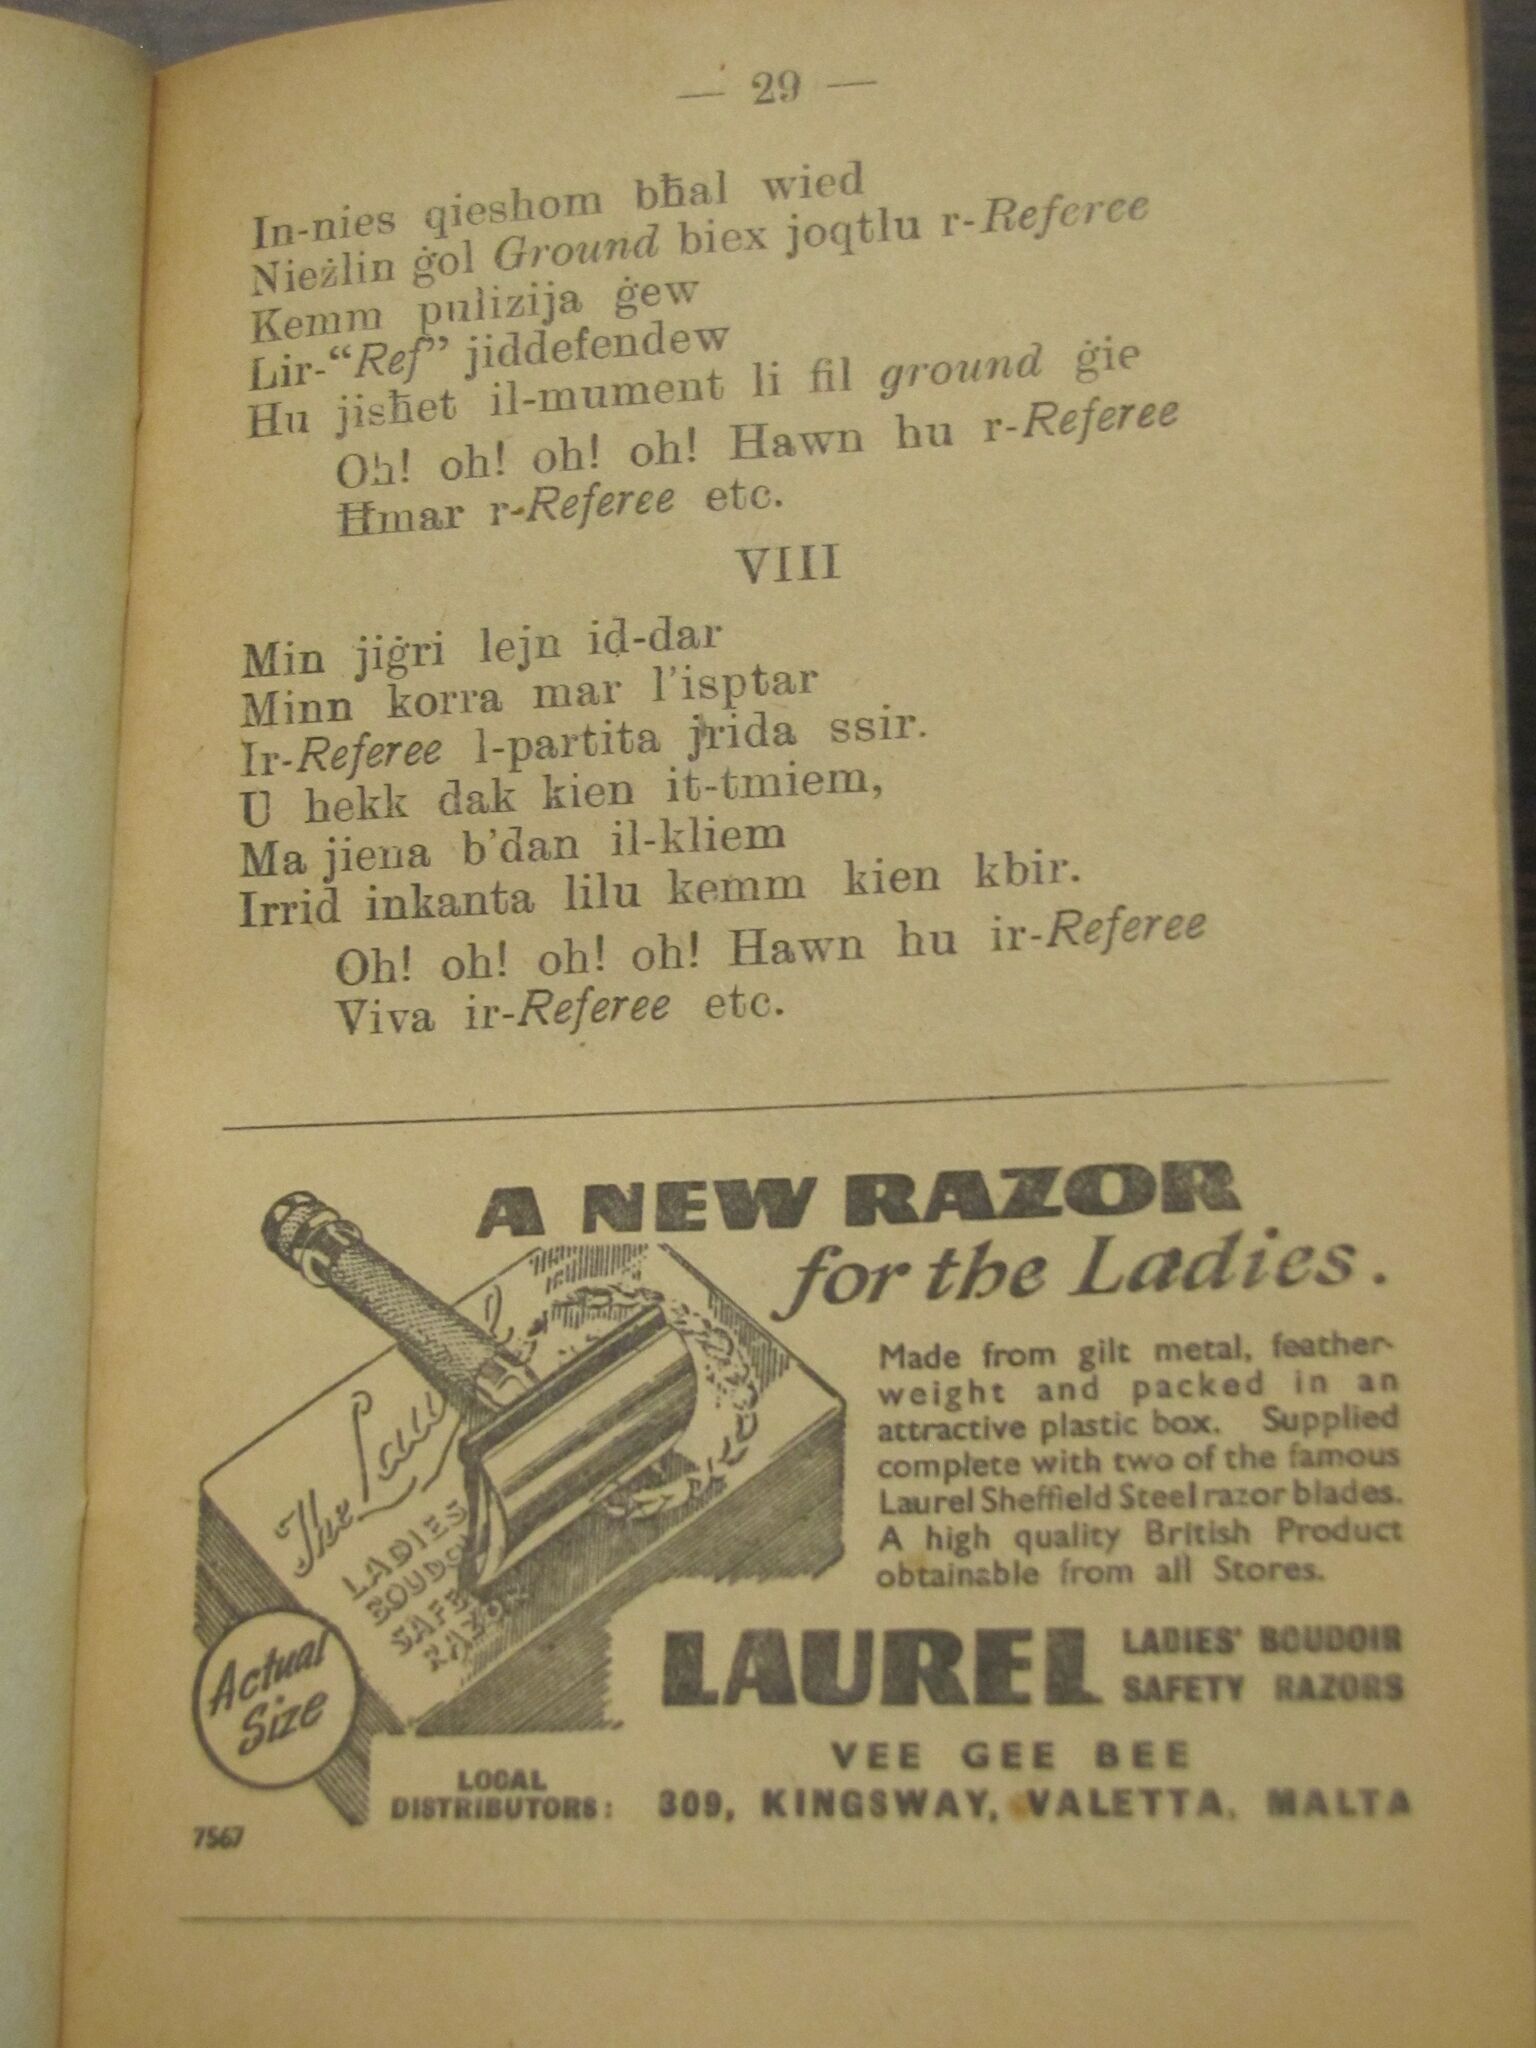 — 29 —
In-nies qieshom bħal wied
Nieżlin ġol Ground biex joqtlu r-Referee
Kemm pulizija ġew
Lir-“Ref” jiddefendew
Hu jisħet il-mument li fil ground ġie
Oh! oh! oh! oh! Hawn hu r-Referee
Ħmar r-Referee etc.
VIII
Min jiġri lejn id-dar
Minn korra mar l'isptar
Ir-Referee l-partita jrida ssir.
U hekk dak kien it-tmiem,
Ma jiena b'dan il-kliem
Irrid inkanta lilu kemm kien kbir.
Oh! oh! oh! oh! Hawn hu ir-Referee
Viva ir-Referee etc.
A NEW RAZOR
for the Ladies.
Made from gilt metal, feather-
weight and packed in an
attractive plastic box. Supplied
complete with two of the famous
Laurel Sheffield Steel razor blades.
A high quality British Product
obtainable from all Stores.
The Lau
LADIES
BOUDO
SAFE
RAZOR
Actual
Size
LAUREL LADIES' BOUDOIR
SAFETY RAZORS
VEE GEE BEE
LOCAL
DISTRIBUTORS: 309, KINGSWAY, VALETTA, MALTA
7567